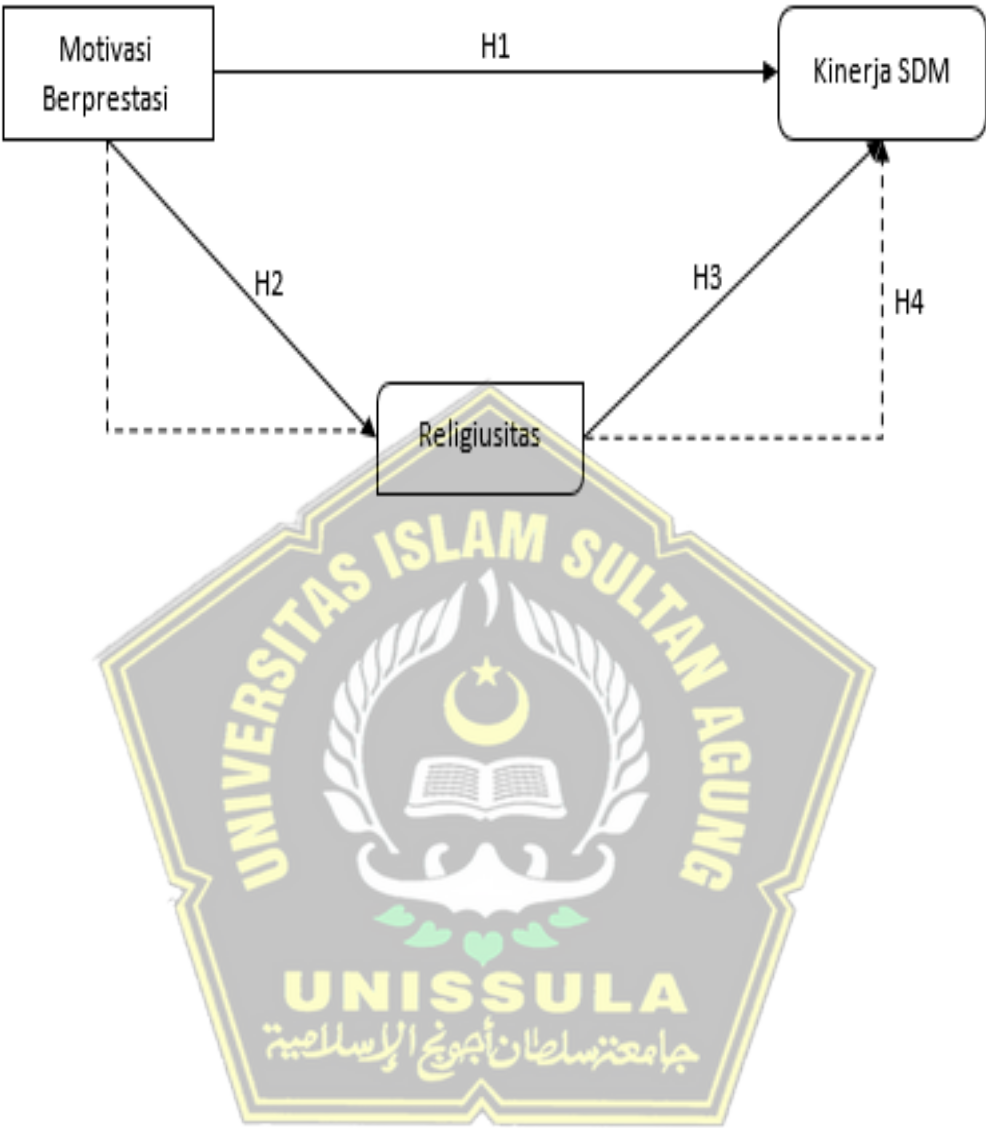 Motivasi
Berprestasi
H1
Kinerja SDM
H2
H3
H4
Religiusitas
UNIVERSITAS ISLAM SULTAN AGUNG
UNISSULA
جامعة سلطان أجونج الإسلامية